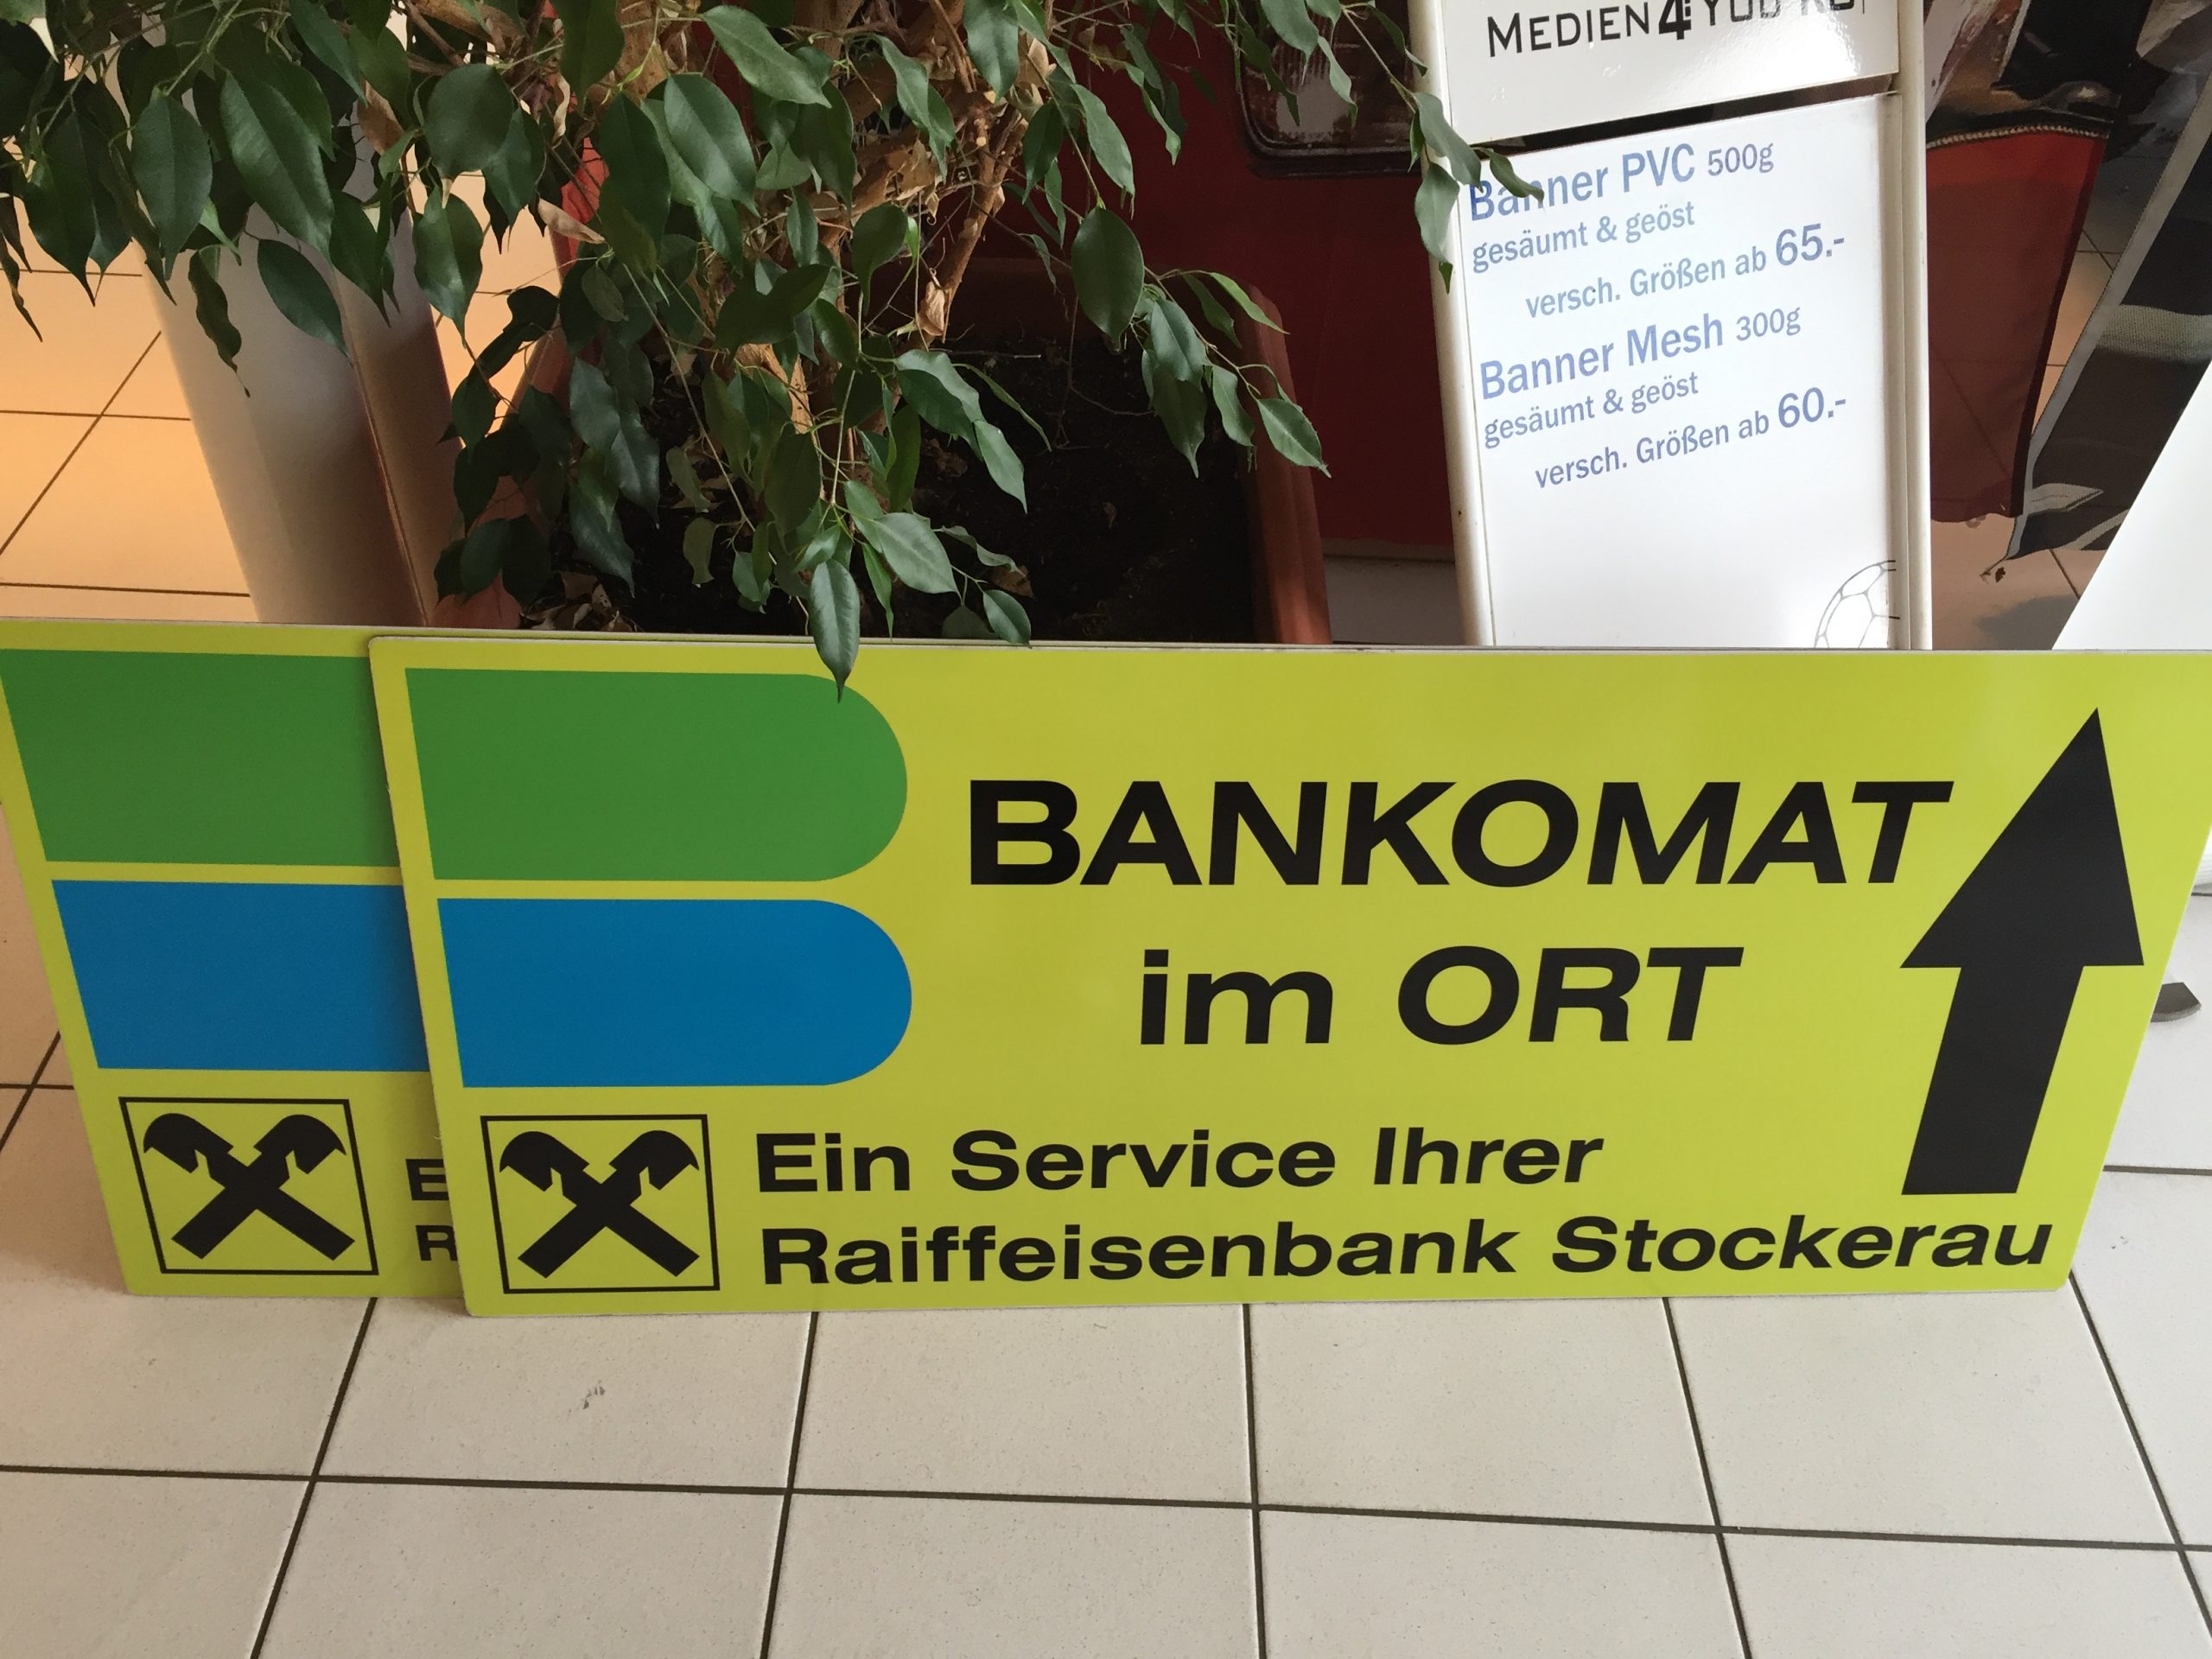 MEDIEN4YOU
Banner PVC 500g
gesäumt & geöst
versch. Größen ab 65.-
Banner Mesh 300g
gesäumt & geöst
versch. Größen ab 60.-
BANKOMAT
im ORT
Ein Service Ihrer
Raiffeisenbank Stockerau
E
R